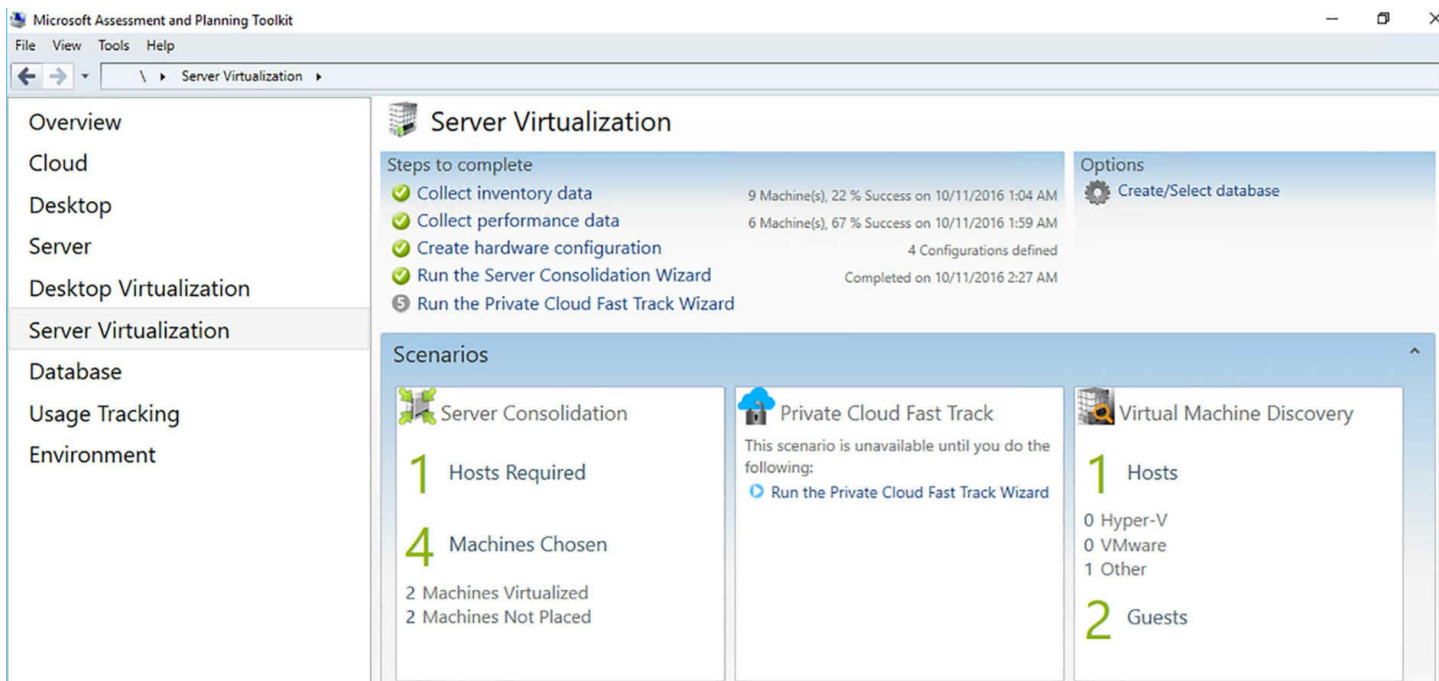 Microsoft Assessment and Planning Toolkit
File View Tools Help
\ Server Virtualization
Overview
Cloud
Desktop
Server
Desktop Virtualization
Server Virtualization
Database
Usage Tracking
Environment
Server Virtualization
Steps to complete
Collect inventory data 9 Machine(s), 22 % Success on 10/11/2016 1:04 AM
Collect performance data 6 Machine(s), 67 % Success on 10/11/2016 1:59 AM
Create hardware configuration 4 Configurations defined
Run the Server Consolidation Wizard Completed on 10/11/2016 2:27 AM
5 Run the Private Cloud Fast Track Wizard
Options
Create/Select database
Scenarios
Server Consolidation
1 Hosts Required
4 Machines Chosen
2 Machines Virtualized
2 Machines Not Placed
Private Cloud Fast Track
This scenario is unavailable until you do the
following:
Run the Private Cloud Fast Track Wizard
Virtual Machine Discovery
1 Hosts
0 Hyper-V
0 VMware
1 Other
2 Guests